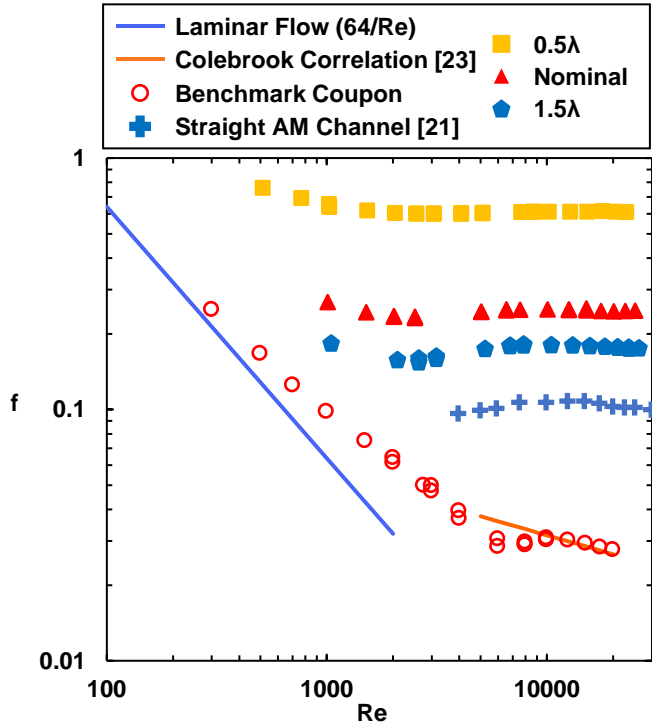 Laminar Flow (64/Re)
Colebrook Correlation [23]
Benchmark Coupon
Straight AM Channel [21]
0.5λ
Nominal
1.5λ
1
0.1
0.01
f
100
1000
10000
Re